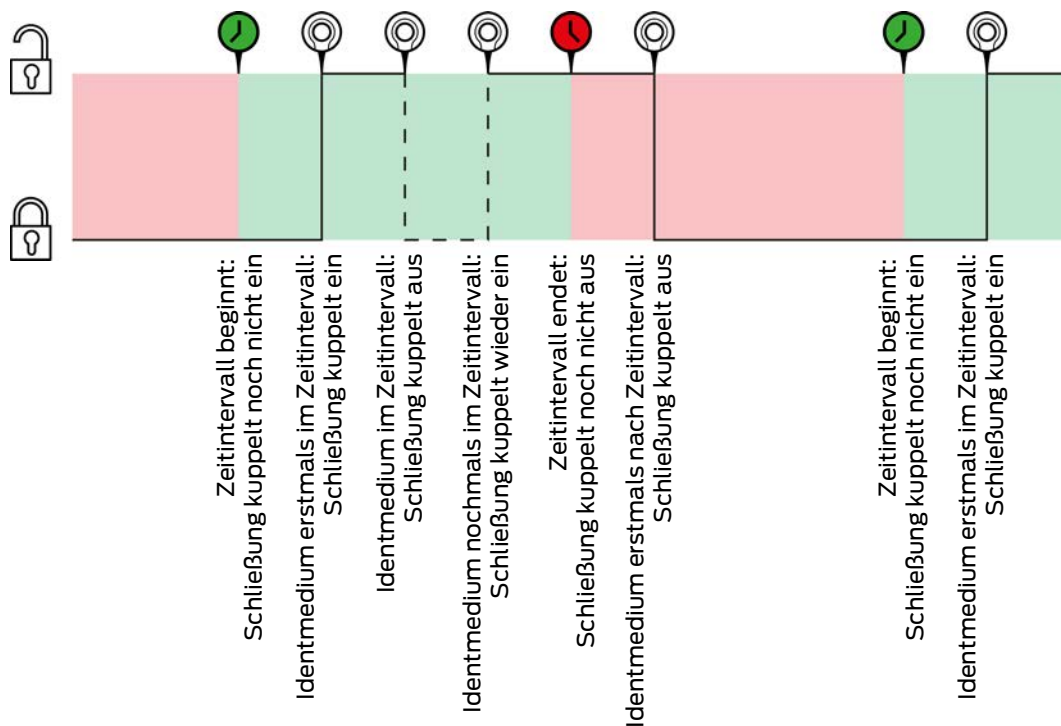 Zeitintervall beginnt:
Schließung kuppelt noch nicht ein
Identmedium erstmals im Zeitintervall:
Schließung kuppelt ein
Identmedium im Zeitintervall:
Schließung kuppelt aus
Identmedium nochmals im Zeitintervall:
Schließung kuppelt wieder ein
Zeitintervall endet:
Schließung kuppelt noch nicht aus
Identmedium erstmals nach Zeitintervall:
Schließung kuppelt aus
Zeitintervall beginnt:
Schließung kuppelt noch nicht ein
Identmedium erstmals im Zeitintervall:
Schließung kuppelt ein